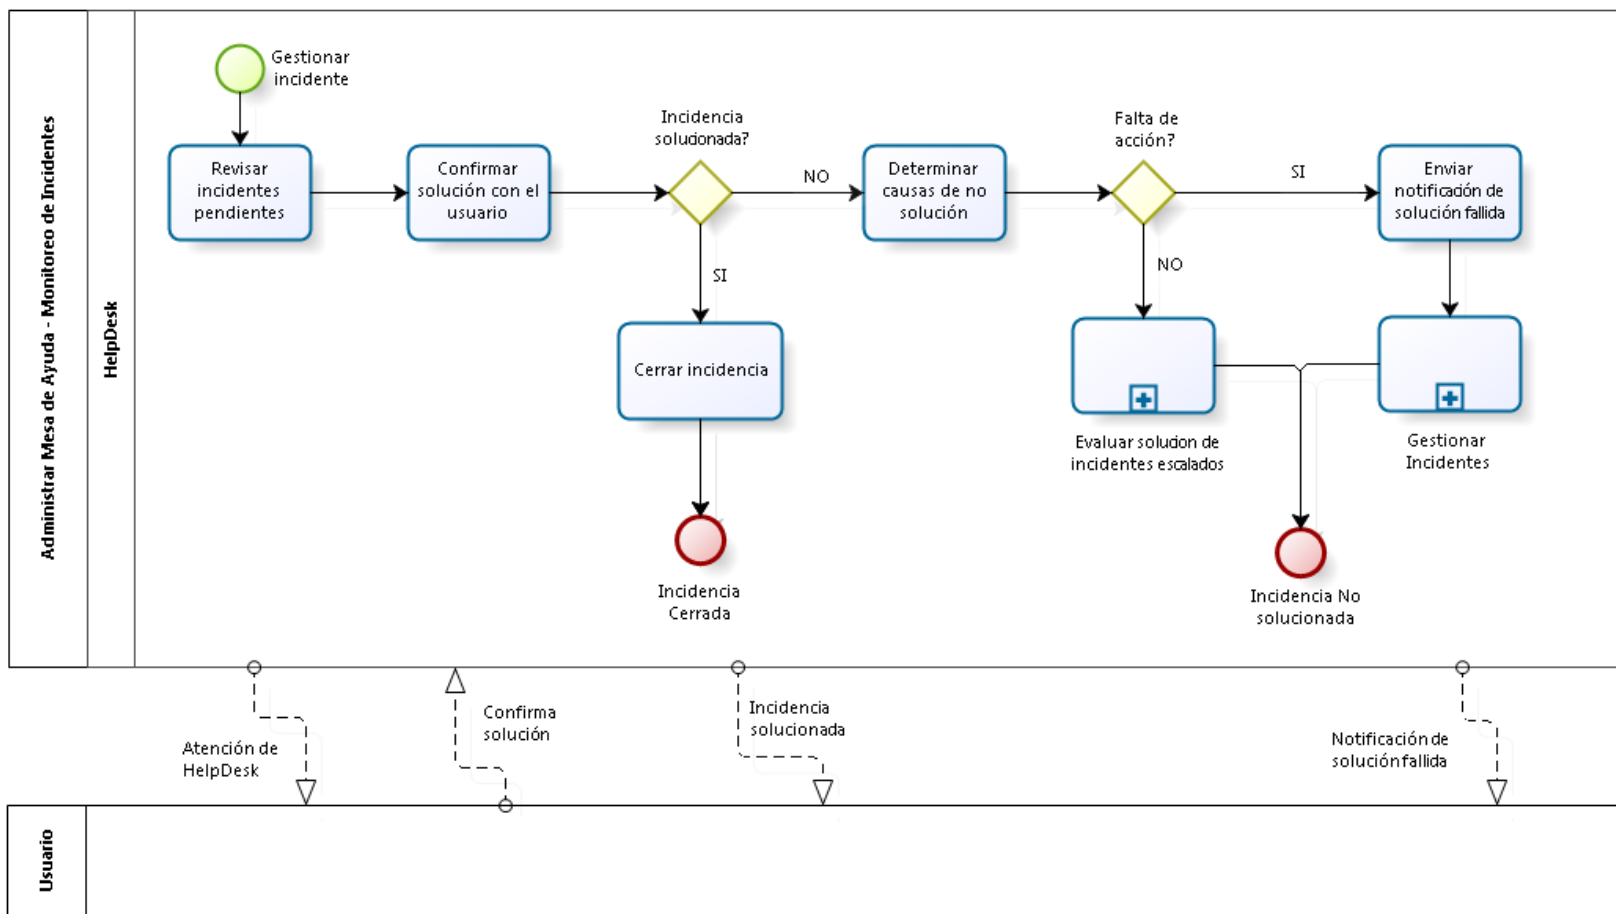 Administrar Mesa de Ayuda - Monitoreo de Incidentes
HelpDesk
Gestionar
incidente
Revisar
incidentes
pendientes
Confirmar
solución con el
usuario
Incidencia
solucionada?
NO
SI
Determinar
causas de no
solución
Falta de
acción?
SI
NO
Enviar
notificación de
solución fallida
Cerrar incidencia
Evaluar solucion de
incidentes escalados
Gestionar
Incidentes
Incidencia
Cerrada
Incidencia No
solucionada
Atención de
HelpDesk
Confirma
solución
Incidencia
solucionada
Notificación de
solución fallida
Usuario